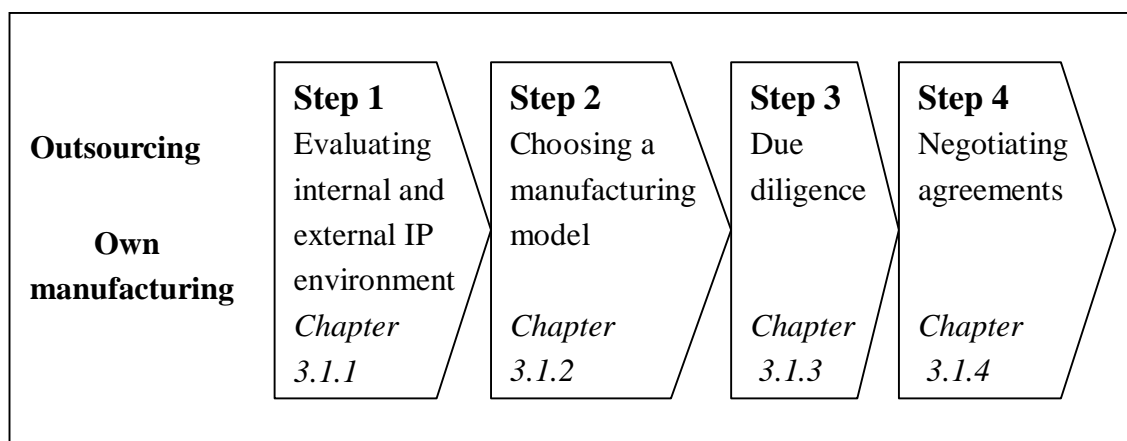 Outsourcing
Own
manufacturing
Step 1
Evaluating
internal and
external IP
environment
Chapter
3.1.1
Step 2
Choosing a
manufacturing
model
Chapter
3.1.2
Step 3
Due
diligence
Chapter
3.1.3
Step 4
Negotiating
agreements
Chapter
3.1.4